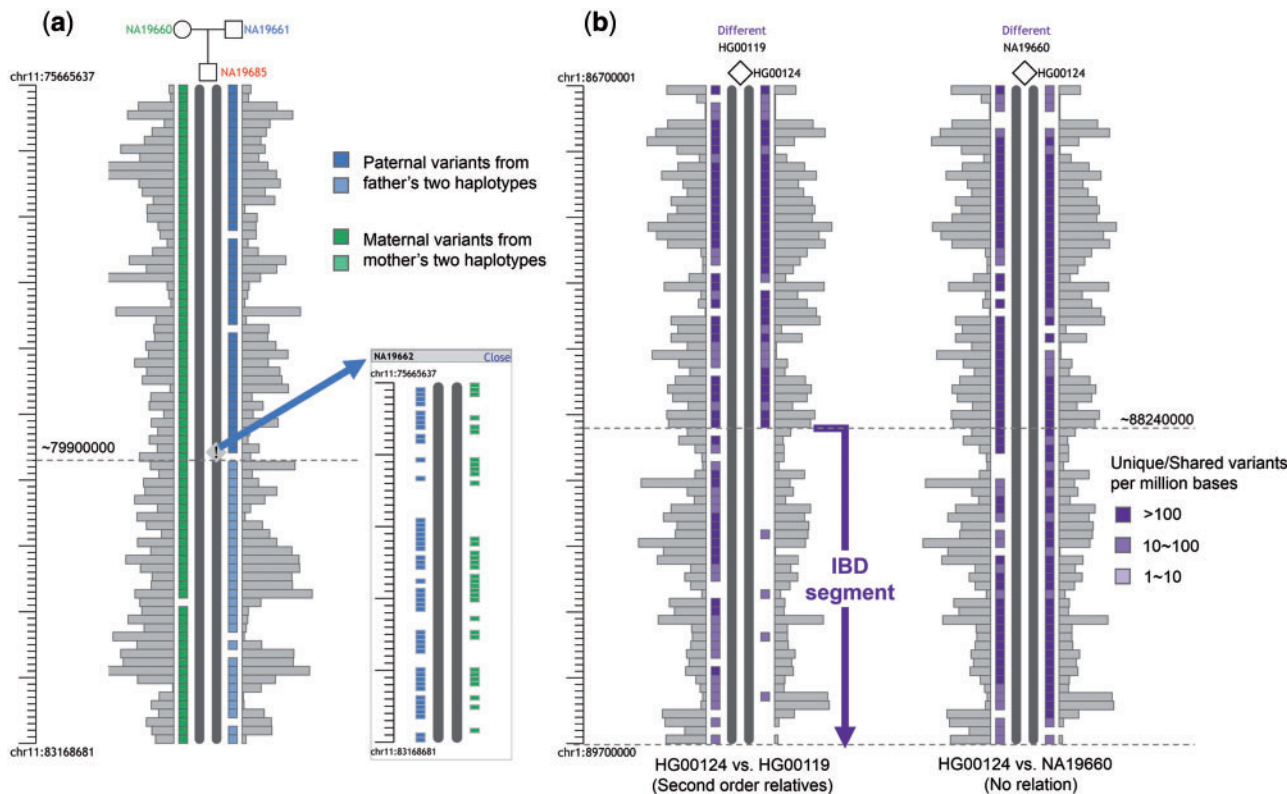 (a)
NA19660
NA19661
NA19685
chr11:75665637
Paternal variants from
father's two haplotypes
Maternal variants from
mother's two haplotypes
~79900000
!
chr11:83168681
NA19662
Close
chr11:75665637
chr11:83168681
(b)
Different
HG00119
HG00124
chr1:86700001
Different
NA19660
HG00124
~88240000
IBD
segment
Unique/Shared variants
per million bases
>100
10~100
1~10
chr1:89700000
HG00124 vs. HG00119
(Second order relatives)
HG00124 vs. NA19660
(No relation)